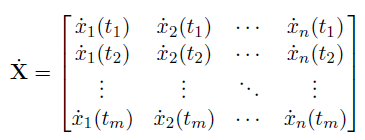 Ẋ = [ ẋ₁(t₁) ẋ₂(t₁) ⋯ ẋₙ(t₁)
ẋ₁(t₂) ẋ₂(t₂) ⋯ ẋₙ(t₂)
⋮ ⋮ ⋱ ⋮
ẋ₁(tₘ) ẋ₂(tₘ) ⋯ ẋₙ(tₘ) ]